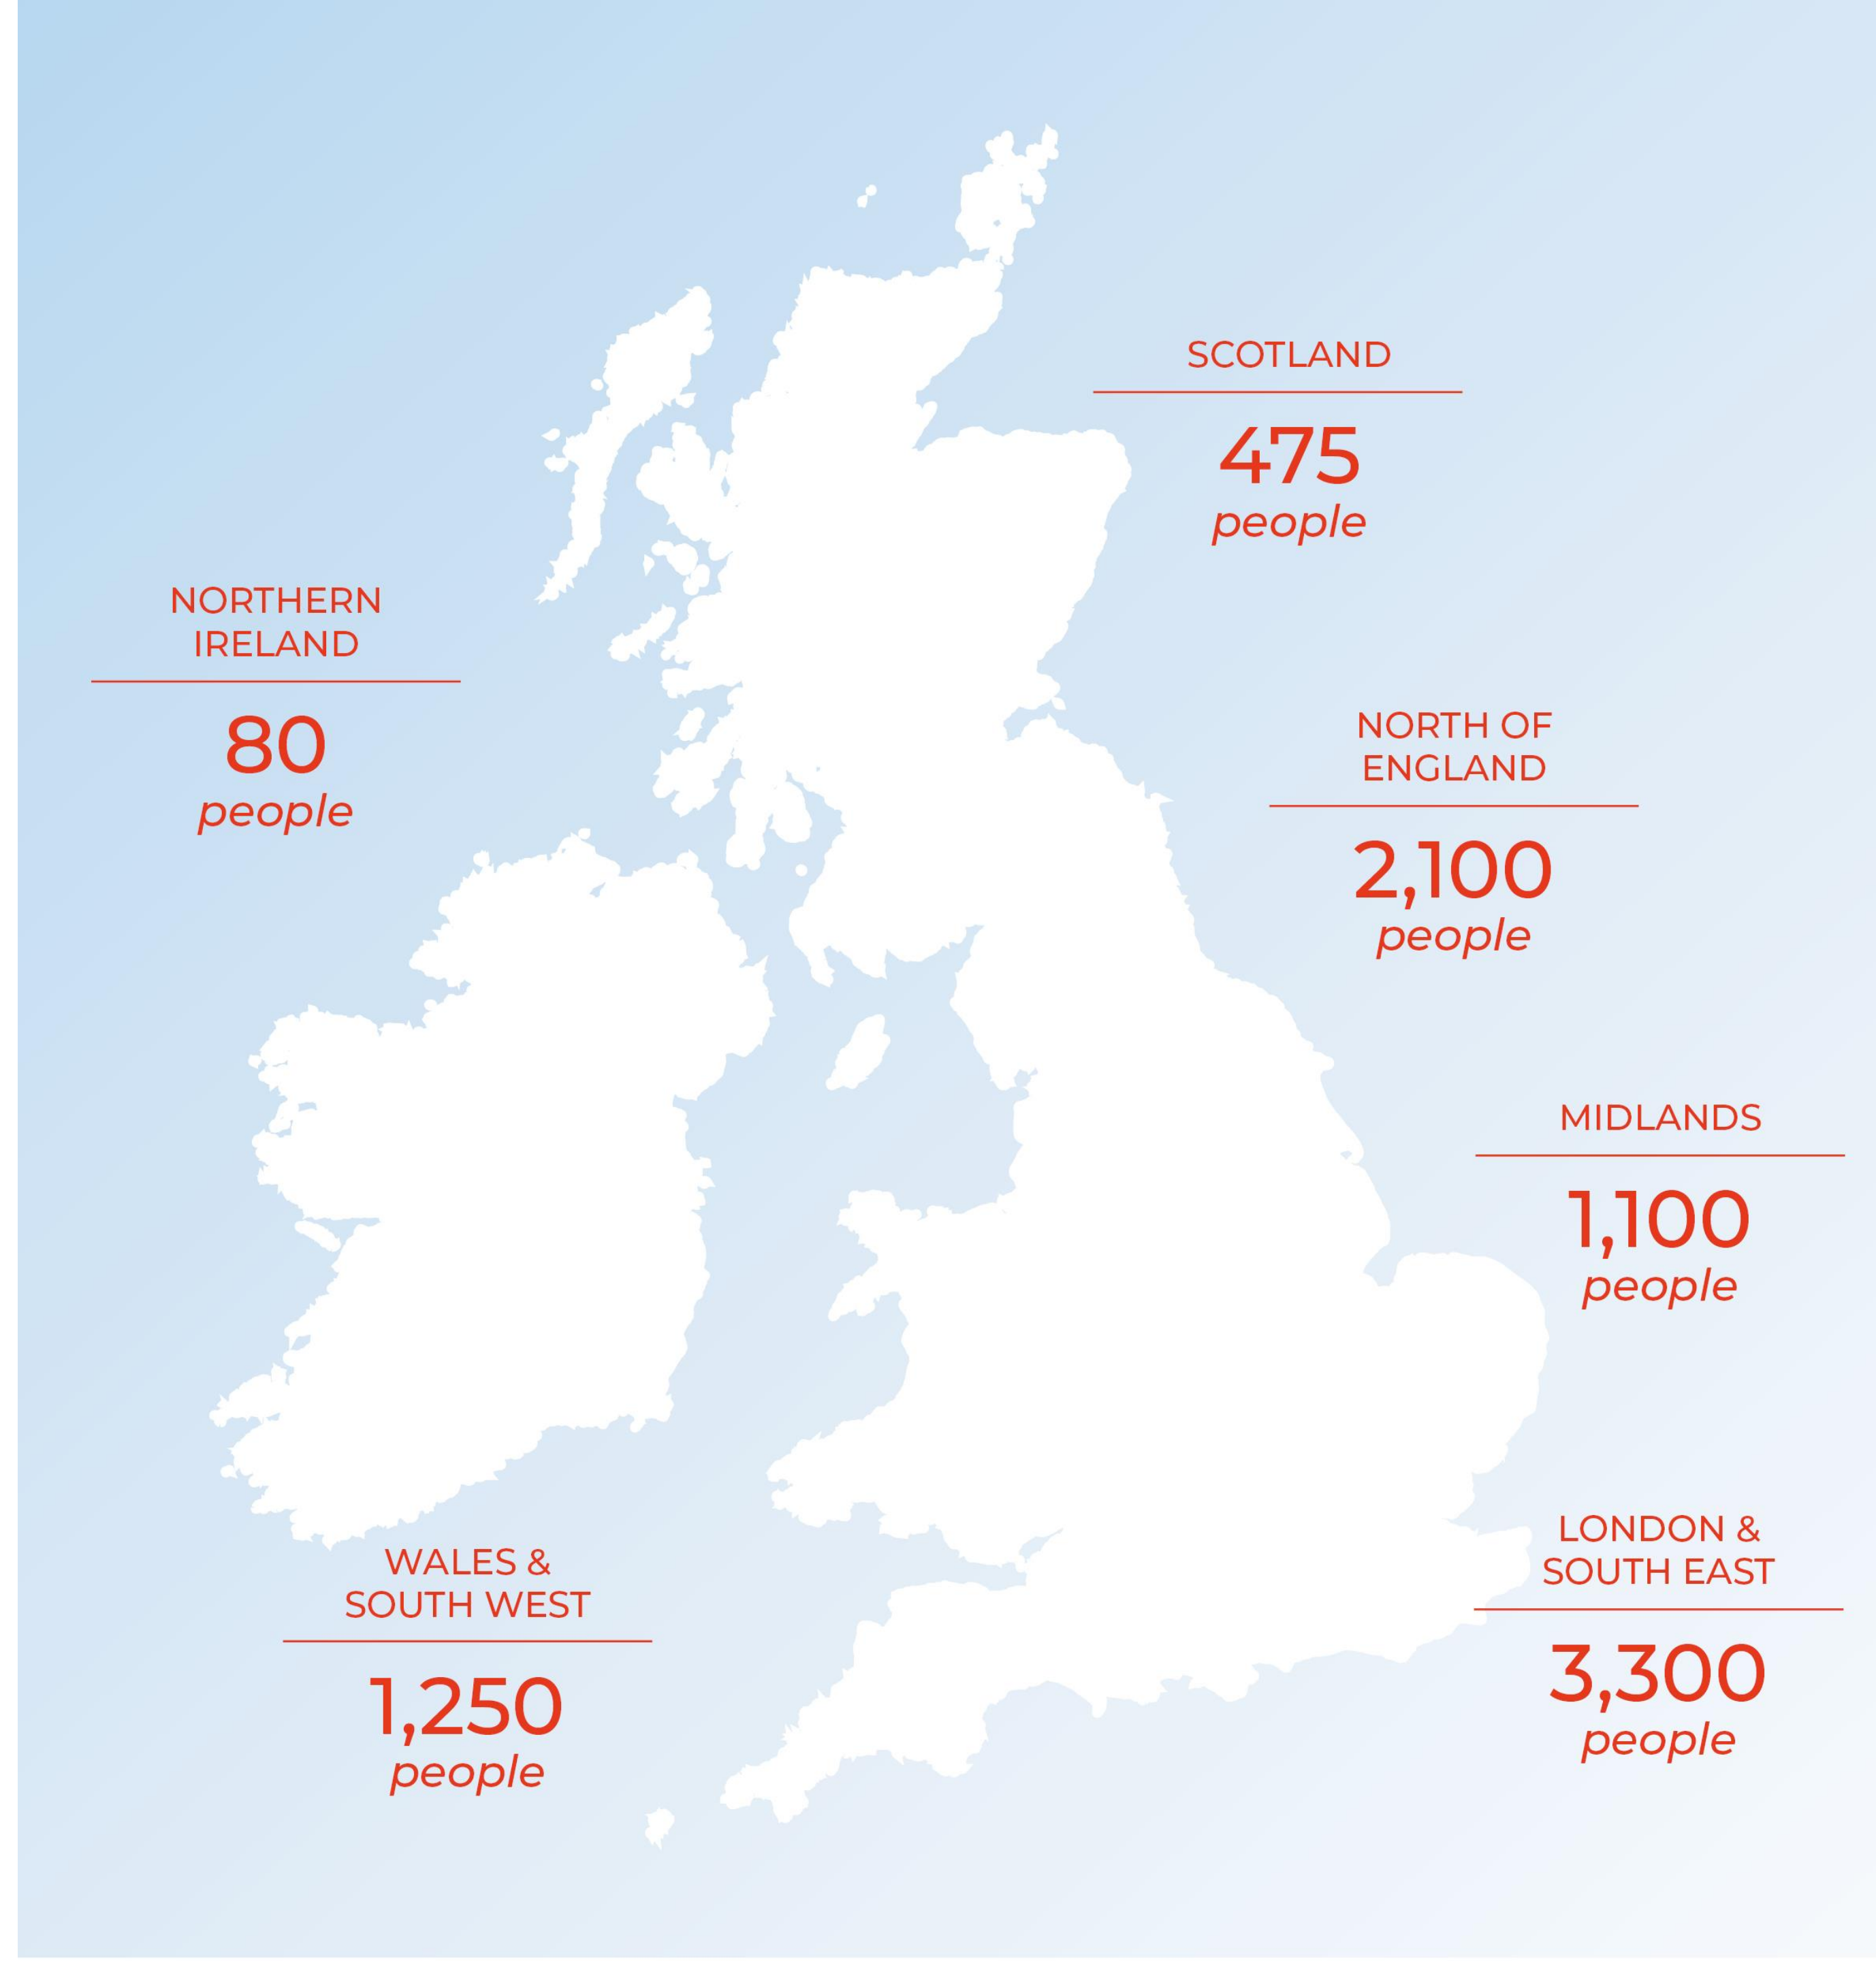 SCOTLAND
475
people
NORTHERN
IRELAND
80
people
NORTH OF
ENGLAND
2,100
people
MIDLANDS
1,100
people
LONDON &
SOUTH EAST
3,300
people
WALES &
SOUTH WEST
1,250
people